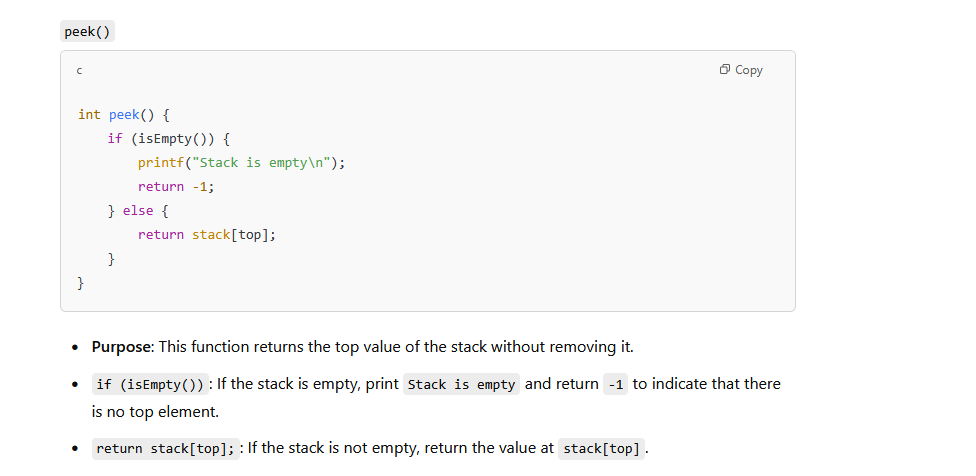 peek()
c
Copy
int peek() {
    if (isEmpty()) {
        printf("Stack is empty\n");
        return -1;
    } else {
        return stack[top];
    }
}
• Purpose: This function returns the top value of the stack without removing it.
• if (isEmpty()): If the stack is empty, print Stack is empty and return -1 to indicate that there
is no top element.
• return stack[top];: If the stack is not empty, return the value at stack[top].